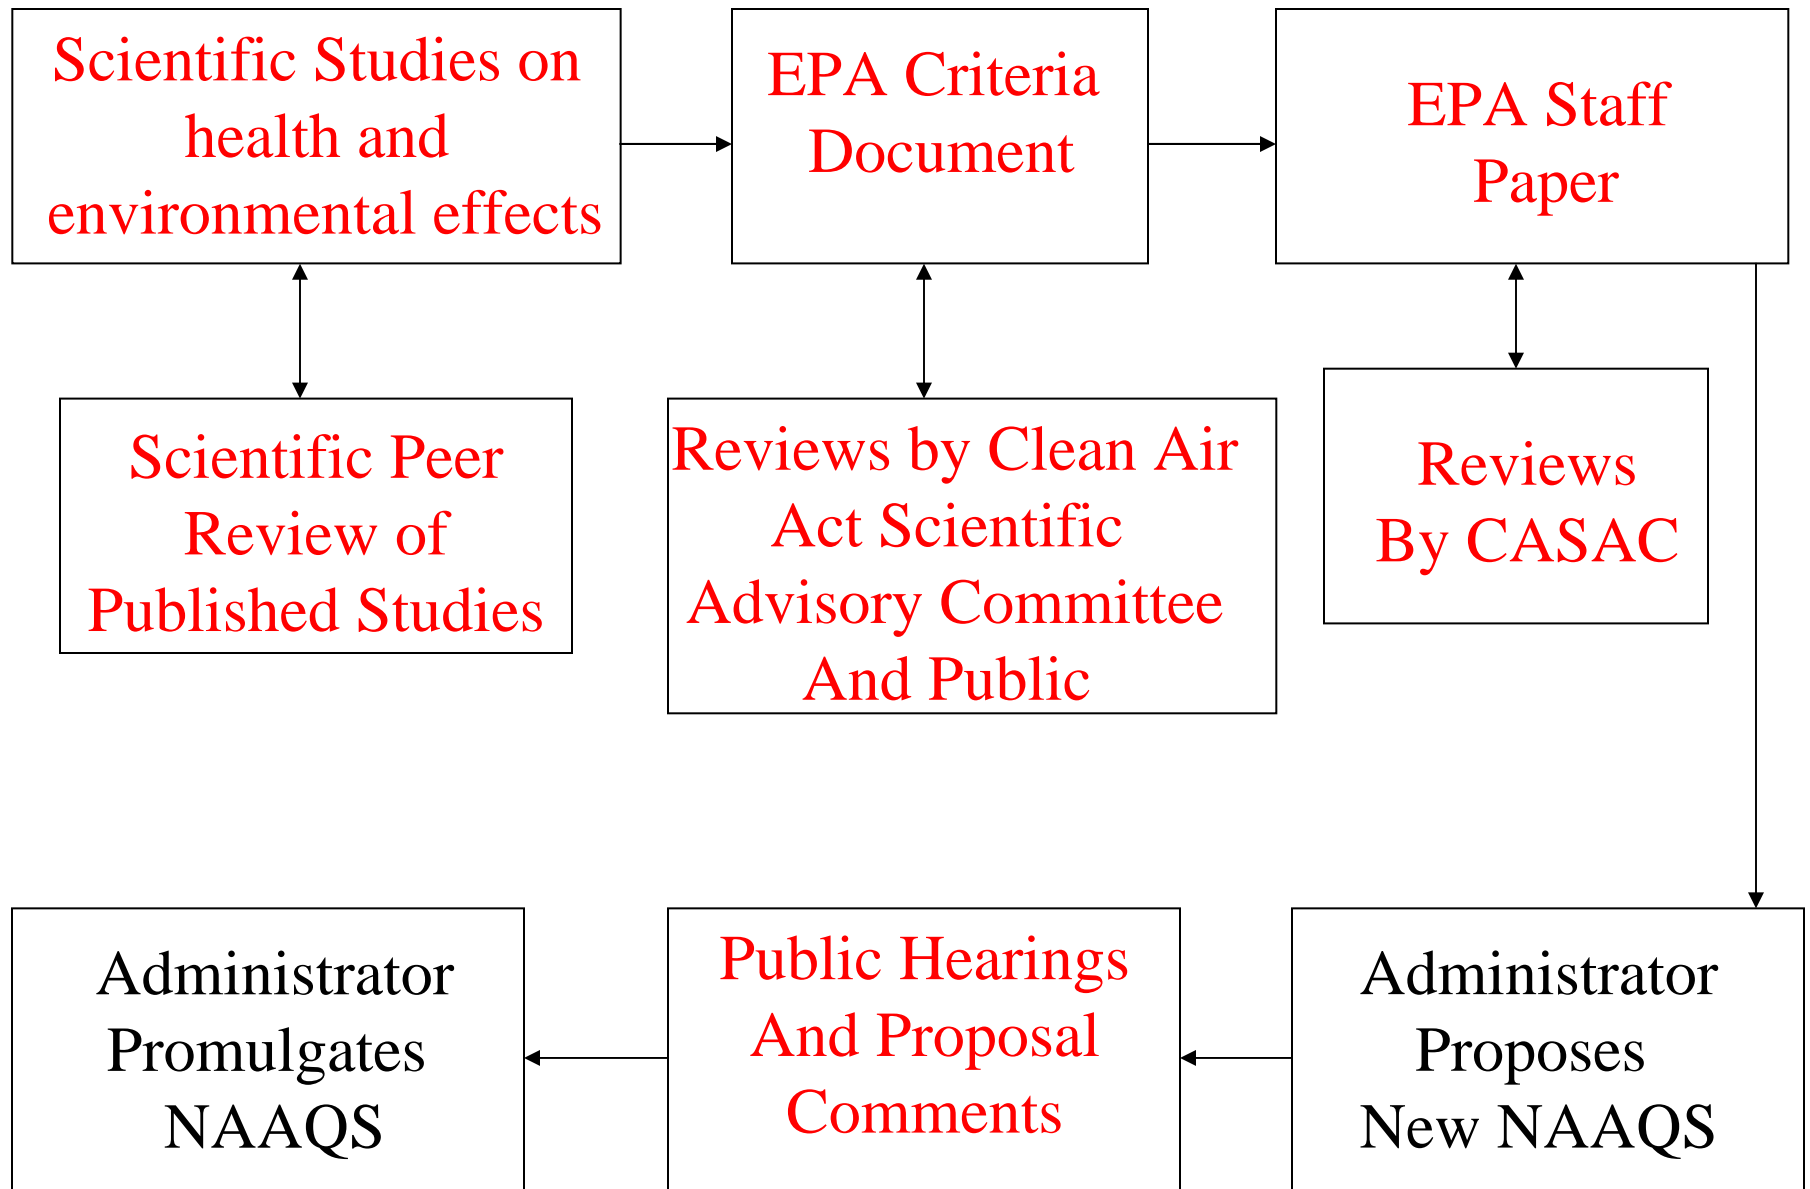 Scientific Studies on
health and
environmental effects
EPA Criteria
Document
EPA Staff
Paper
Scientific Peer
Review of
Published Studies
Reviews by Clean Air
Act Scientific
Advisory Committee
And Public
Reviews
By CASAC
Administrator
Promulgates
NAAQS
Public Hearings
And Proposal
Comments
Administrator
Proposes
New NAAQS